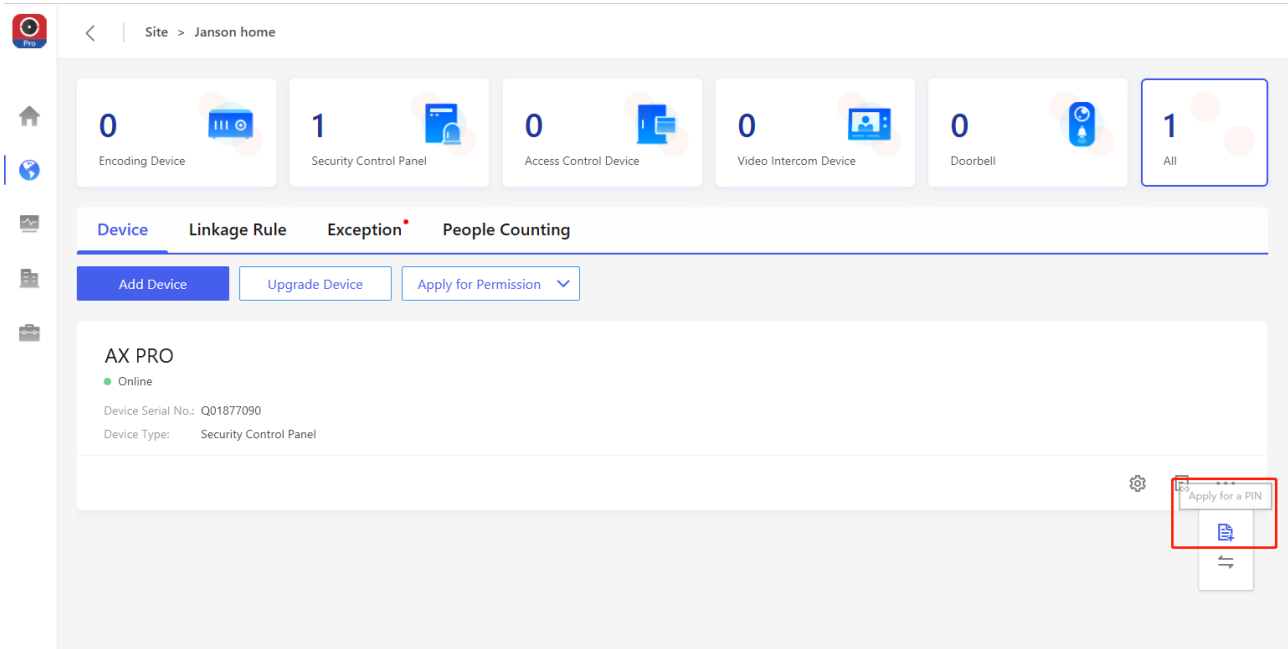 Pro
Site > Janson home
0
Encoding Device
1
Security Control Panel
0
Access Control Device
0
Video Intercom Device
0
Doorbell
1
All
Device Linkage Rule Exception People Counting
Add Device Upgrade Device Apply for Permission
AX PRO
Online
Device Serial No.: Q01877090
Device Type: Security Control Panel
Apply for a PIN